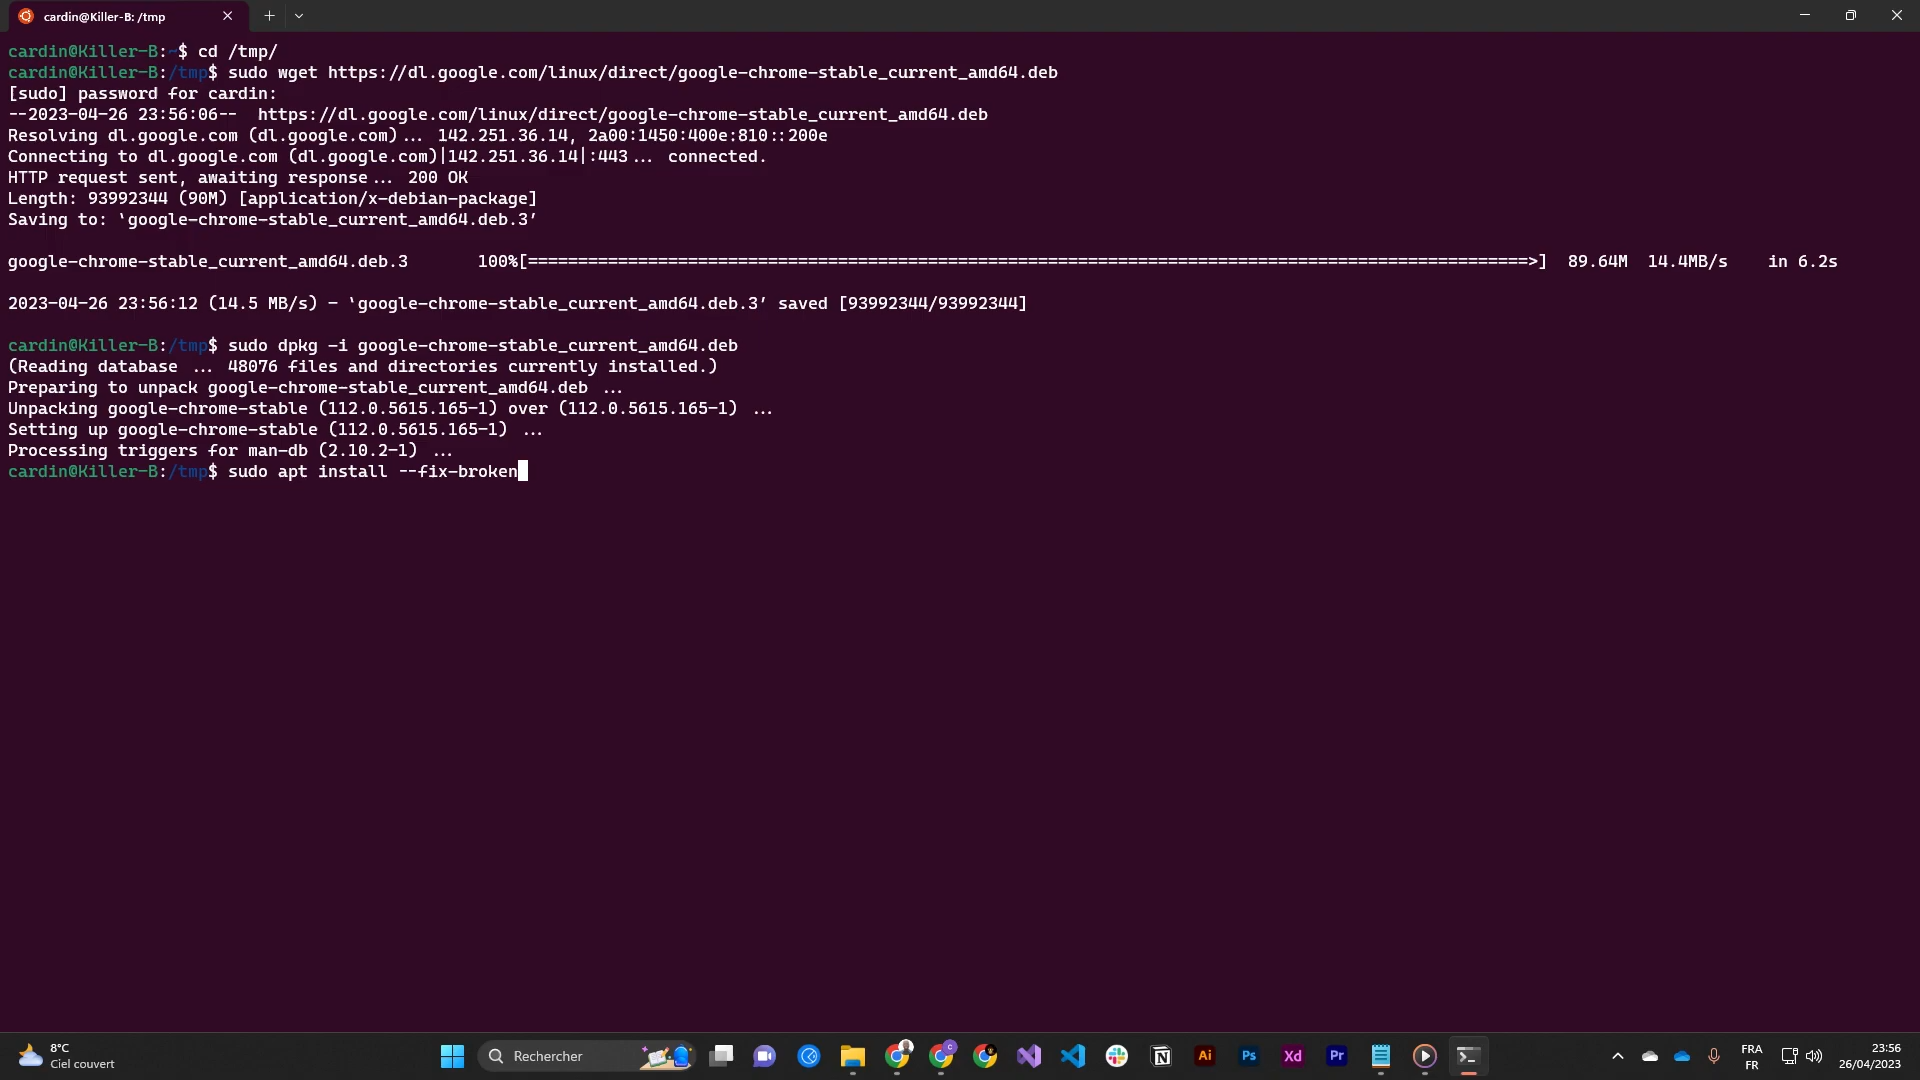 cardin@Killer-B: /tmp
cardin@Killer-B:~$ cd /tmp/
cardin@Killer-B:/tmp$ sudo wget https://dl.google.com/linux/direct/google-chrome-stable_current_amd64.deb
[sudo] password for cardin:
--2023-04-26 23:56:06--  https://dl.google.com/linux/direct/google-chrome-stable_current_amd64.deb
Resolving dl.google.com (dl.google.com)... 142.251.36.14, 2a00:1450:400e:810::200e
Connecting to dl.google.com (dl.google.com)|142.251.36.14|:443... connected.
HTTP request sent, awaiting response... 200 OK
Length: 93992344 (90M) [application/x-debian-package]
Saving to: ‘google-chrome-stable_current_amd64.deb.3’
google-chrome-stable_current_amd64.deb.3       100%[====================================================================================================>]  89.64M  14.4MB/s    in 6.2s
2023-04-26 23:56:12 (14.5 MB/s) - ‘google-chrome-stable_current_amd64.deb.3’ saved [93992344/93992344]
cardin@Killer-B:/tmp$ sudo dpkg -i google-chrome-stable_current_amd64.deb
(Reading database ... 48076 files and directories currently installed.)
Preparing to unpack google-chrome-stable_current_amd64.deb ...
Unpacking google-chrome-stable (112.0.5615.165-1) over (112.0.5615.165-1) ...
Setting up google-chrome-stable (112.0.5615.165-1) ...
Processing triggers for man-db (2.10.2-1) ...
cardin@Killer-B:/tmp$ sudo apt install --fix-broken
8°C
Ciel couvert
Rechercher
N
Ai
Ps
Xd
Pr
FRA
FR
23:56
26/04/2023